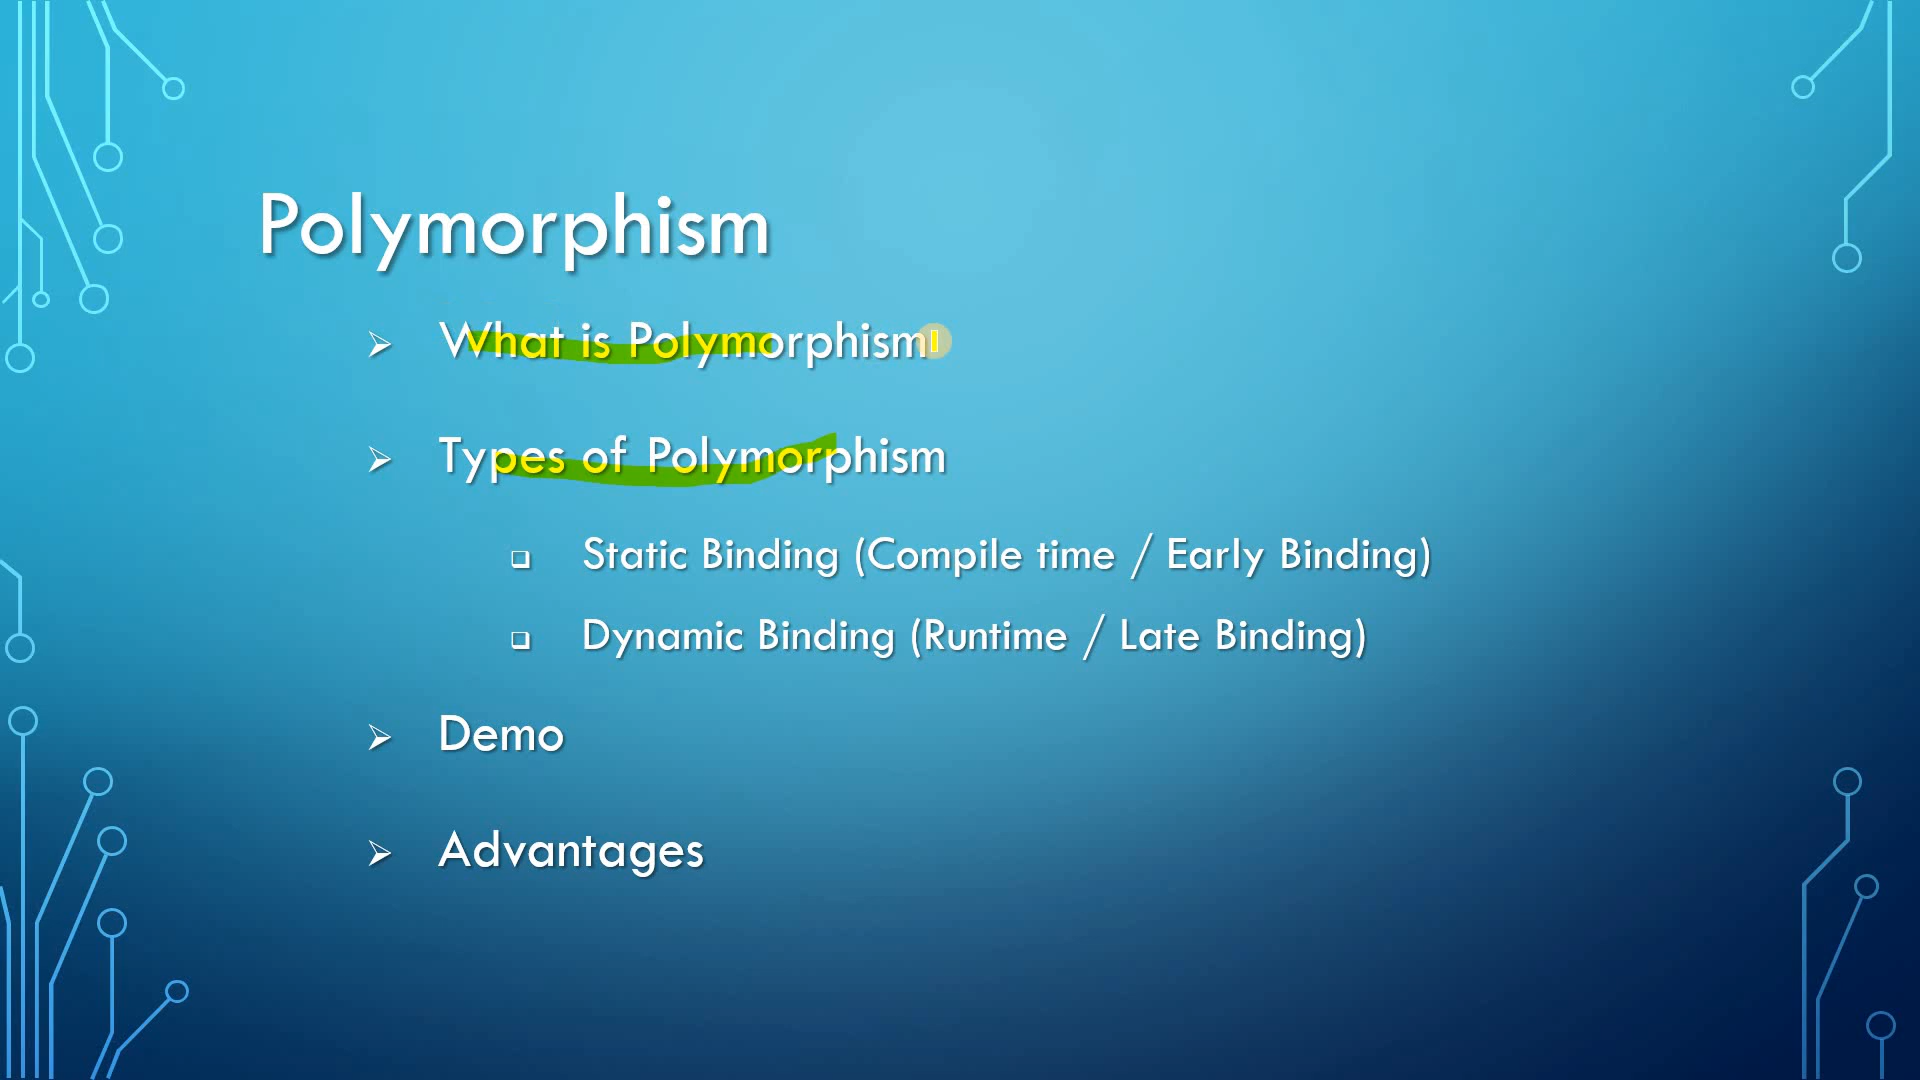 Polymorphism
What is Polymorphism
Types of Polymorphism
Static Binding (Compile time / Early Binding)
Dynamic Binding (Runtime / Late Binding)
Demo
Advantages